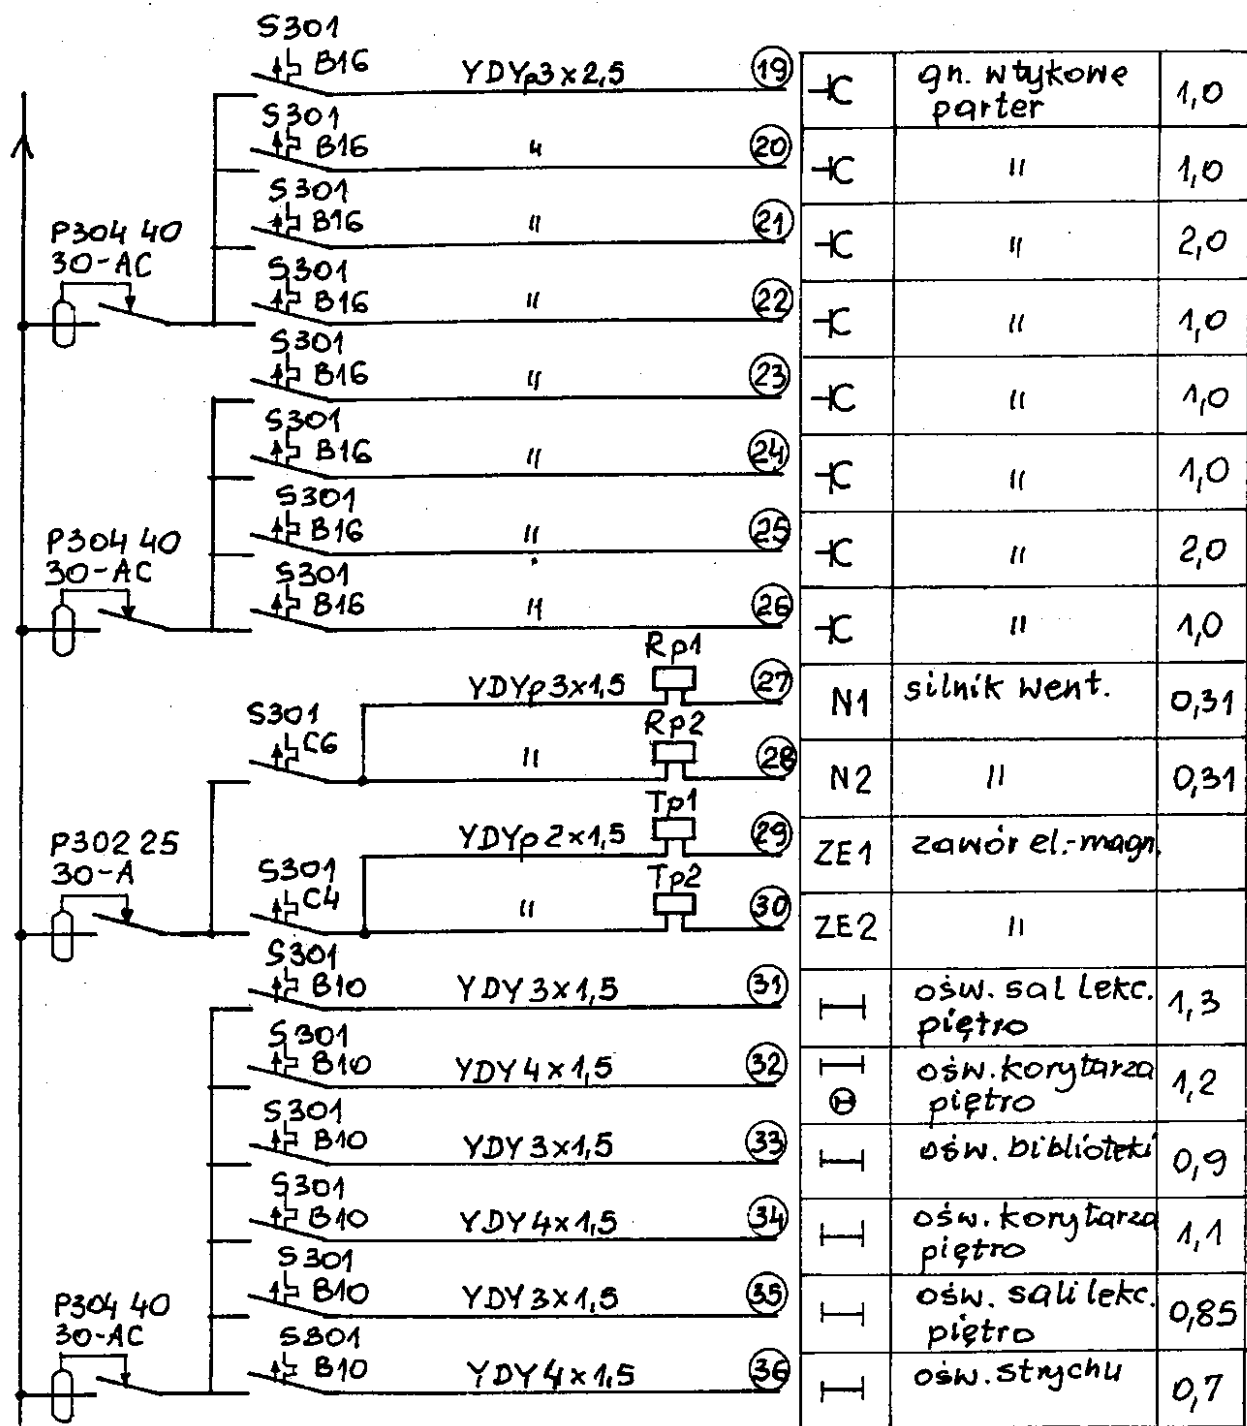 S301
B16 YDYp3x2,5 19 gn. wtykowe 1,0
parter
S301
B16 " 20 " 1,0
S301
B16 " 21 " 2,0
P304 40
30-AC
S301
B16 " 22 " 1,0
S301
B16 " 23 " 1,0
S301
B16 " 24 " 1,0
S301
B16 " 25 " 2,0
P304 40
30-AC
S301
B16 " 26 " 1,0
Rp1
YDYp3x1,5 27 N1 silnik went. 0,31
S301 Rp2
C6 " 28 N2 " 0,31
Tp1
YDYp2x1,5 29 ZE1 zawór el.-magn.
P302 25
30-A
S301 Tp2
C4 " 30 ZE2 "
S301
B10 YDY3x1,5 31 ośw. sal lekc. 1,3
piętro
S301
B10 YDY4x1,5 32 ośw. korytarza 1,2
piętro
S301
B10 YDY3x1,5 33 ośw. biblioteki 0,9
S301
B10 YDY4x1,5 34 ośw. korytarza 1,1
piętro
S301
B10 YDY3x1,5 35 ośw. sali lekc. 0,85
piętro
P304 40
30-AC
S301
B10 YDY4x1,5 36 ośw. strychu 0,7